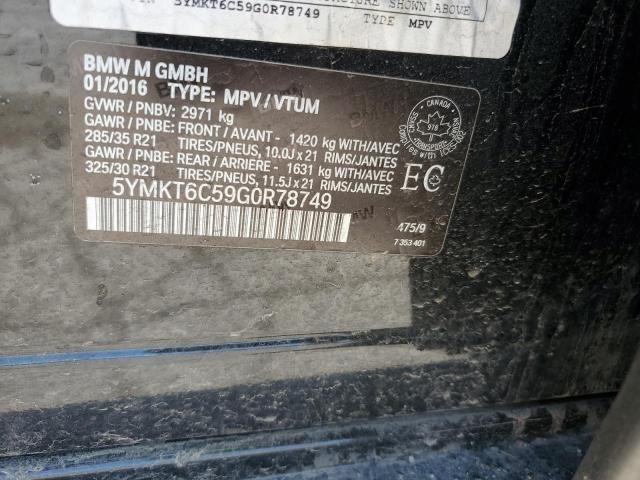 5YMKT6C59G0R78749
SHOWN ABOVE
TYPE MPV
BMW M GMBH
01/2016 TYPE: MPV / VTUM
GVWR / PNBV: 2971 kg
GAWR / PNBE: FRONT / AVANT - 1420 kg WITH/AVEC
285/35 R21 TIRES/PNEUS, 10.0J x 21 RIMS/JANTES
GAWR / PNBE: REAR / ARRIERE - 1631 kg WITH/AVEC
325/30 R21 TIRES/PNEUS, 11.5J x 21 RIMS/JANTES
5YMKT6C59G0R78749
CANADA
978
TRANSPORT
EC
475/9
7 353 401